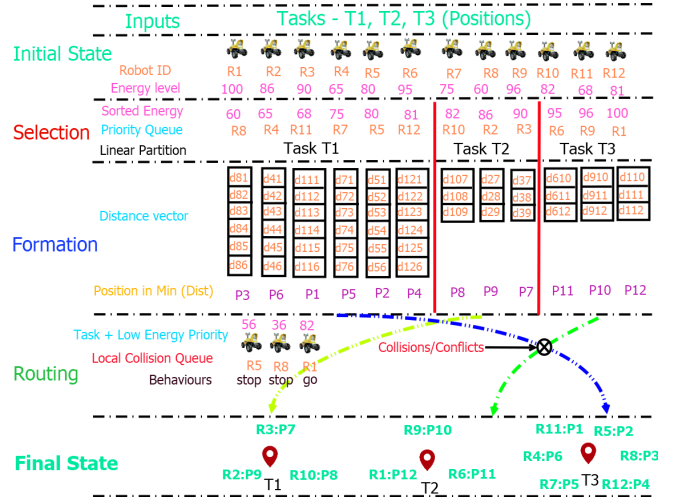 Inputs Tasks - T1, T2, T3 (Positions)
Initial State
Robot ID R1 R2 R3 R4 R5 R6 R7 R8 R9 R10 R11 R12
Energy level 100 86 90 65 80 95 75 60 96 82 68 81
Sorted Energy 60 65 68 75 80 81 82 86 90 95 96 100
Selection
Priority Queue R8 R4 R11 R7 R5 R12 R10 R2 R3 R6 R9 R1
Linear Partition Task T1 Task T2 Task T3
d81 d41 d111 d71 d51 d121 d107 d27 d37 d610 d910 d110
d82 d42 d112 d72 d52 d122 d108 d28 d38 d611 d911 d111
Distance vector d83 d43 d113 d73 d53 d123 d109 d29 d39 d612 d912 d112
d84 d44 d114 d74 d54 d124
Formation
d85 d45 d115 d75 d55 d125
d86 d46 d116 d76 d56 d126
Position in Min (Dist) P3 P6 P1 P5 P2 P4 P8 P9 P7 P11 P10 P12
56 36 82
Task + Low Energy Priority
Local Collision Queue R5 R8 R1 Collisions/Conflicts
Routing
Behaviours stop stop go
R3:P7 R9:P10 R11:P1 R5:P2
Final State R4:P6 R8:P3
R2:P9 T1 R10:P8 R1:P12 T2 R6:P11 R7:P5 T3 R12:P4